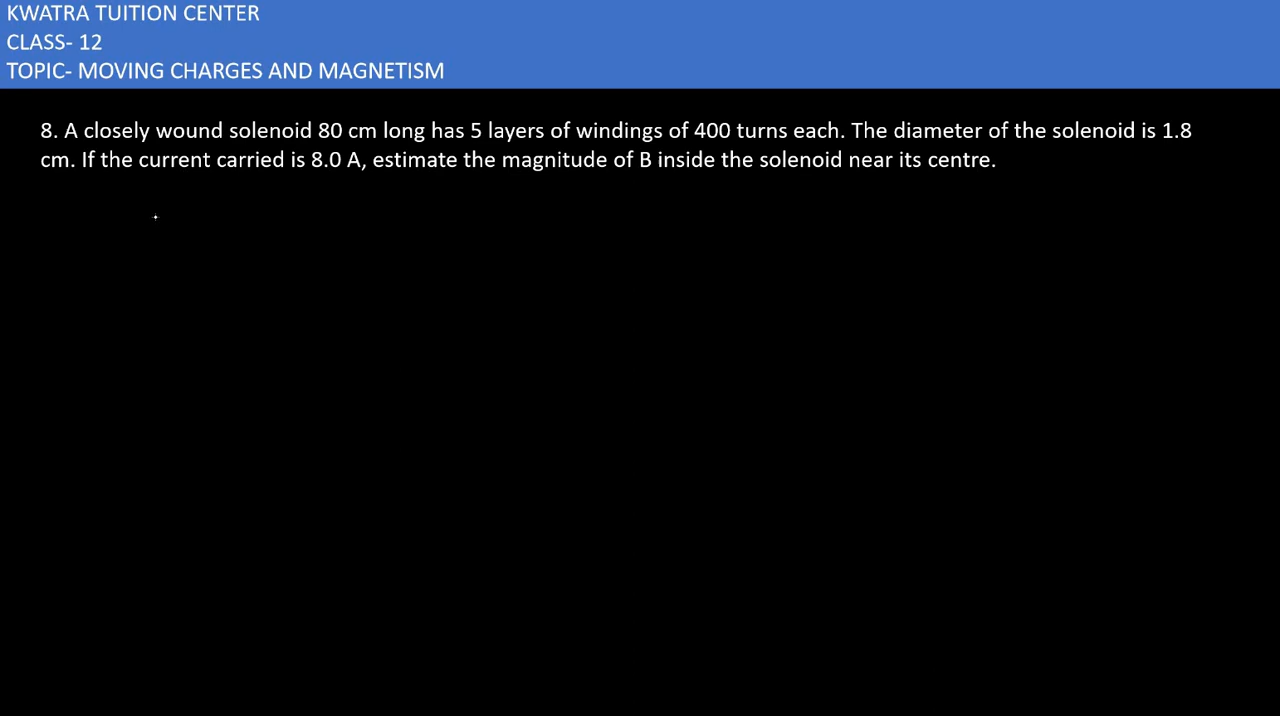 KWATRA TUITION CENTER
CLASS- 12
TOPIC- MOVING CHARGES AND MAGNETISM
8. A closely wound solenoid 80 cm long has 5 layers of windings of 400 turns each. The diameter of the solenoid is 1.8
cm. If the current carried is 8.0 A, estimate the magnitude of B inside the solenoid near its centre.